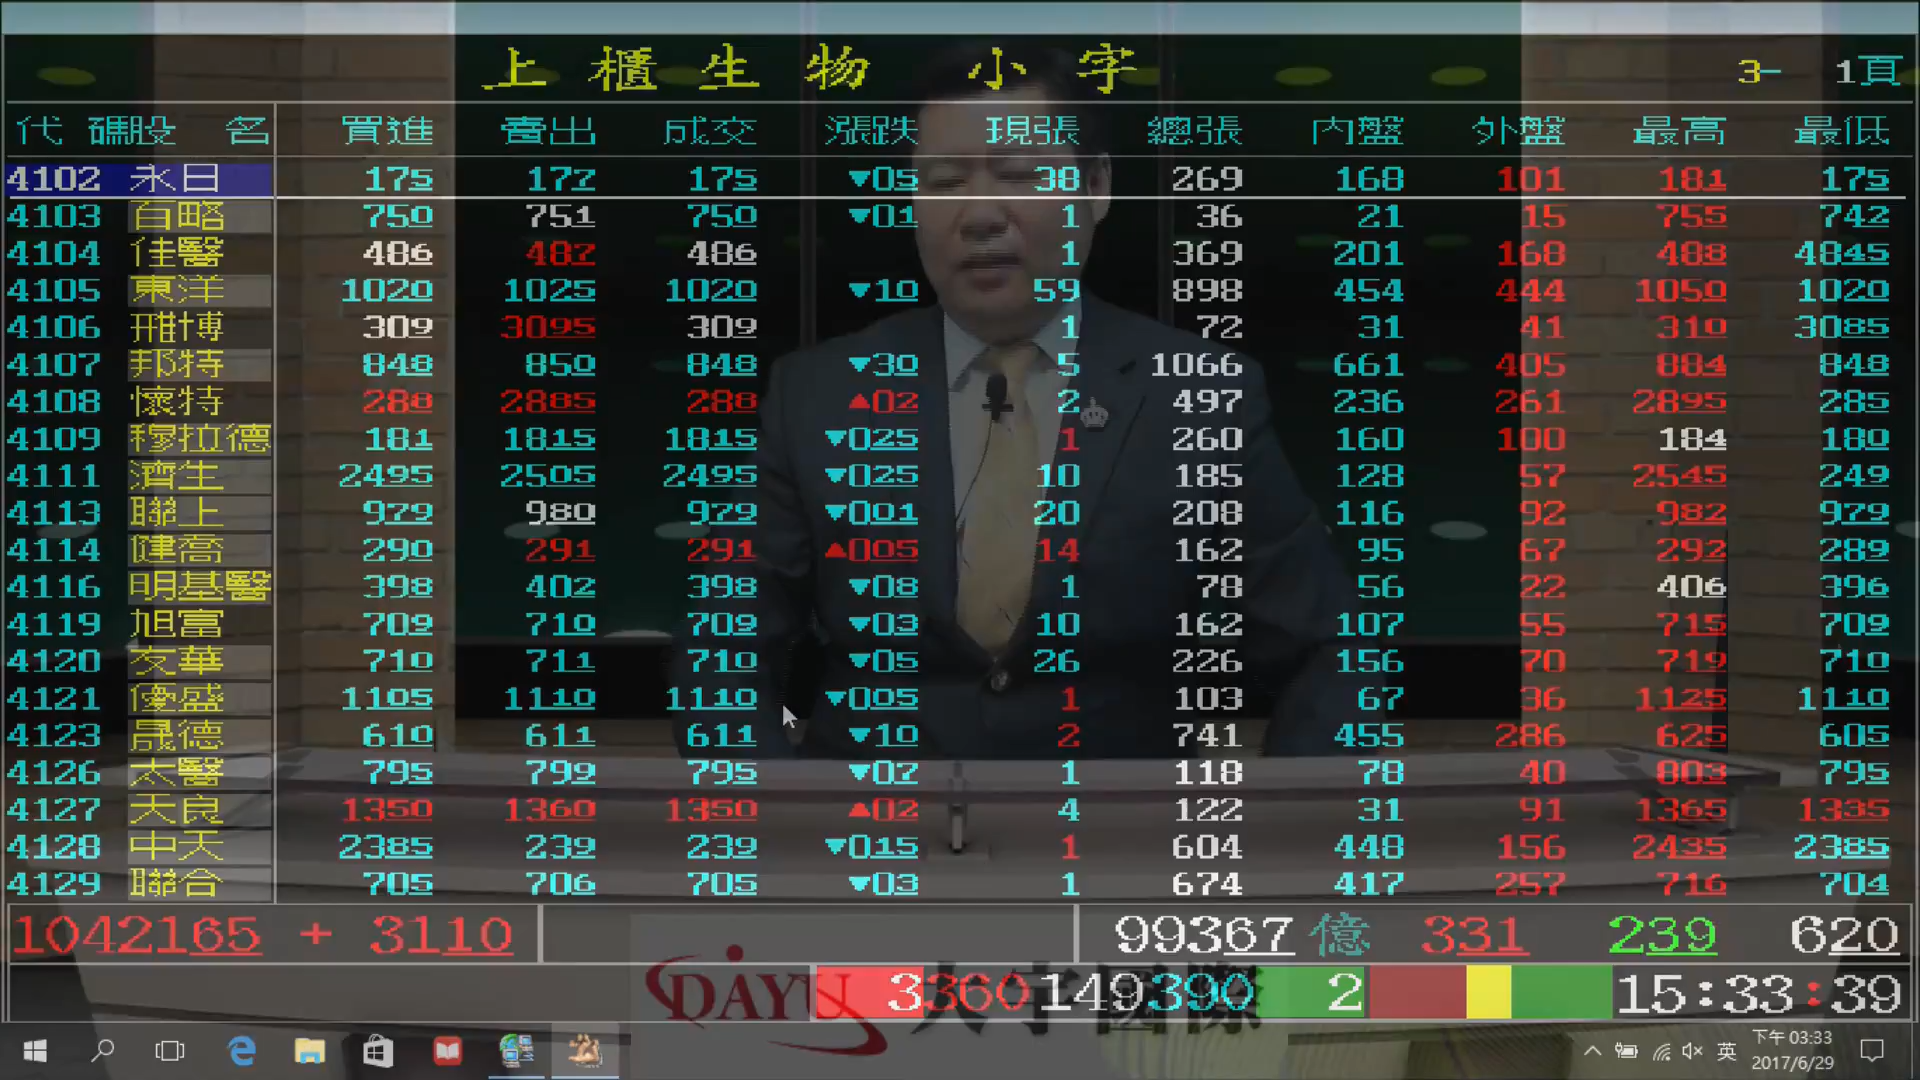 上櫃生物 小字 3- 1頁
代 碼 股 名 買進 賣出 成交 漲跌 現張 總張 內盤 外盤 最高 最低
4102 永日 175 177 175 ▼05 38 269 168 101 181 175
4103 百略 750 751 750 ▼01 1 36 21 15 755 742
4104 佳醫 486 487 486 1 369 201 168 488 4845
4105 東洋 1020 1025 1020 ▼10 59 898 454 444 1050 1020
4106 雃博 309 3095 309 1 72 31 41 310 3085
4107 邦特 848 850 848 ▼30 5 1066 661 405 884 848
4108 懷特 288 2885 288 ▲02 2 497 236 261 2895 285
4109 穆拉德 181 1815 1815 ▼025 1 260 160 100 184 180
4111 濟生 2495 2505 2495 ▼025 10 185 128 57 2545 249
4113 聯上 979 980 979 ▼001 20 208 116 92 982 979
4114 健喬 290 291 291 ▲005 14 162 95 67 292 289
4116 明基醫 398 402 398 ▼08 1 78 56 22 406 396
4119 旭富 709 710 709 ▼03 10 162 107 55 715 709
4120 友華 710 711 710 ▼05 26 226 156 70 719 710
4121 優盛 1105 1110 1110 ▼005 1 103 67 36 1125 1110
4123 晟德 610 611 611 ▼10 2 741 455 286 625 605
4126 太醫 795 799 795 ▼07 1 118 78 40 803 795
4127 天良 1350 1360 1350 ▲02 4 122 31 91 1365 1335
4128 中天 2385 239 239 ▼015 1 604 448 156 2435 2385
4129 聯合 705 706 705 ▼03 1 674 417 257 716 704
1042165 + 3110 99367 億 331 239 620
DAYU 大宇國際 3360 149390 2 15:33:39
英 下午 03:33
2017/6/29